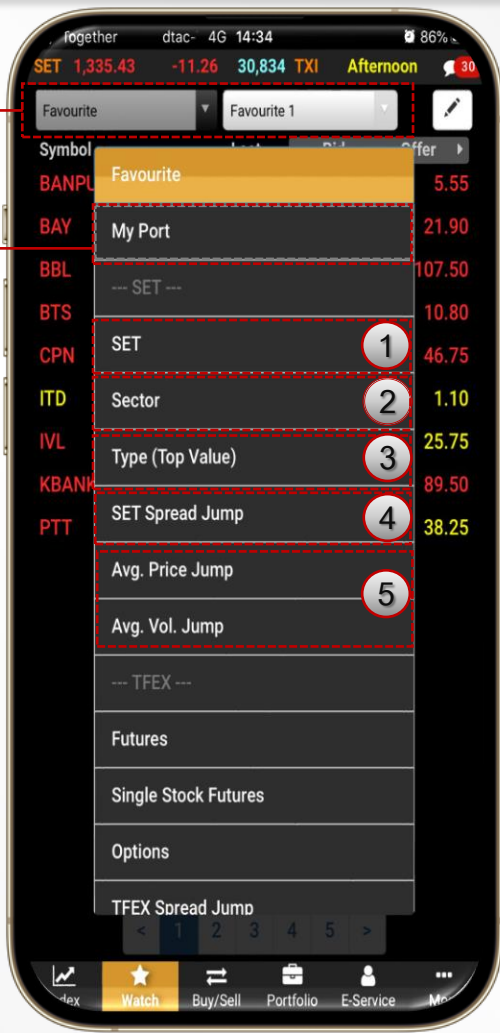 Together dtac- 4G 14:34 86%
SET 1,335.43 -11.26 30,834 TXI Afternoon 30
Favourite Favourite 1
Symbol Last Bid Offer
BANPU 5.55
BAY 21.90
BBL 107.50
BTS 10.80
CPN 46.75
ITD 1.10
IVL 25.75
KBANK 89.50
PTT 38.25
Favourite
My Port
--- SET ---
SET 1
Sector 2
Type (Top Value) 3
SET Spread Jump 4
Avg. Price Jump
5
Avg. Vol. Jump
--- TFEX ---
Futures
Single Stock Futures
Options
TFEX Spread Jump
< 1 2 3 4 5 >
Watch Buy/Sell Portfolio E-Service